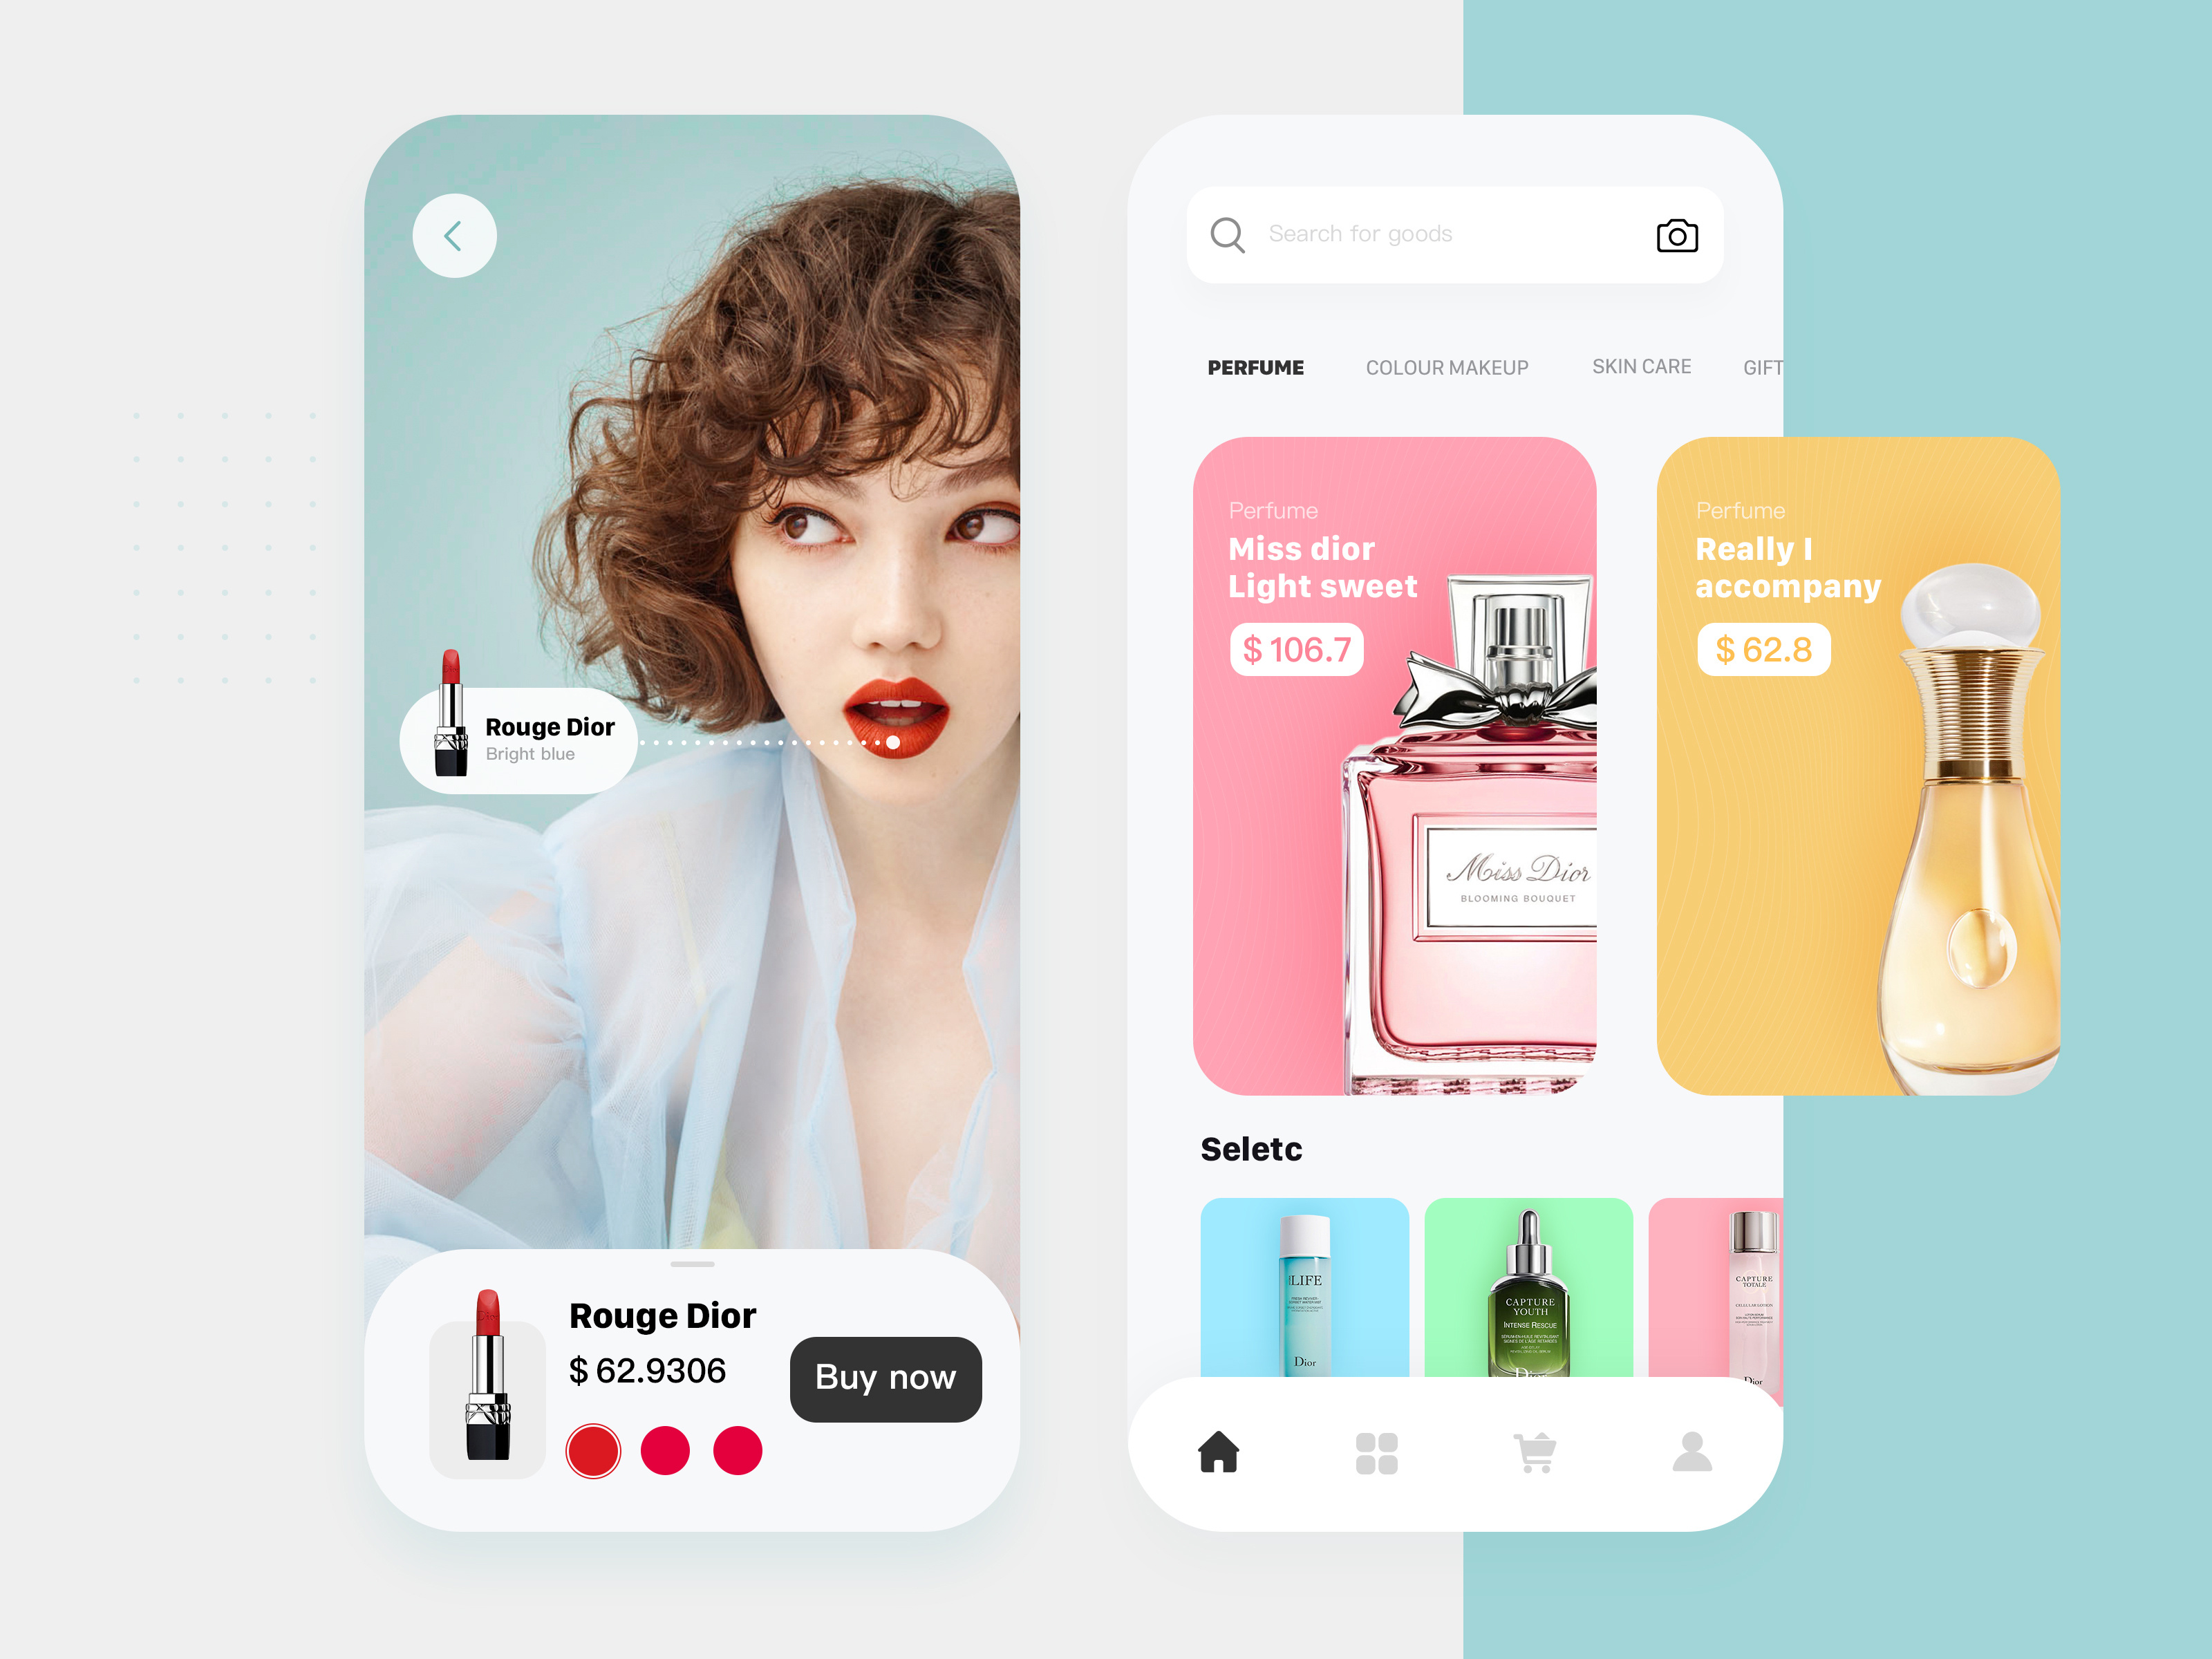 Rouge Dior
Bright blue
Rouge Dior
$ 62.9306
Buy now
Search for goods
PERFUME COLOUR MAKEUP SKIN CARE GIFT
Perfume
Miss dior
Light sweet
$ 106.7
Miss Dior
BLOOMING BOUQUET
Perfume
Really I
accompany
$ 62.8
Seletc
LIFE
Dior
CAPTURE
YOUTH
INTENSE RESCUE
Dior
CAPTURE
TOTALE
Dior